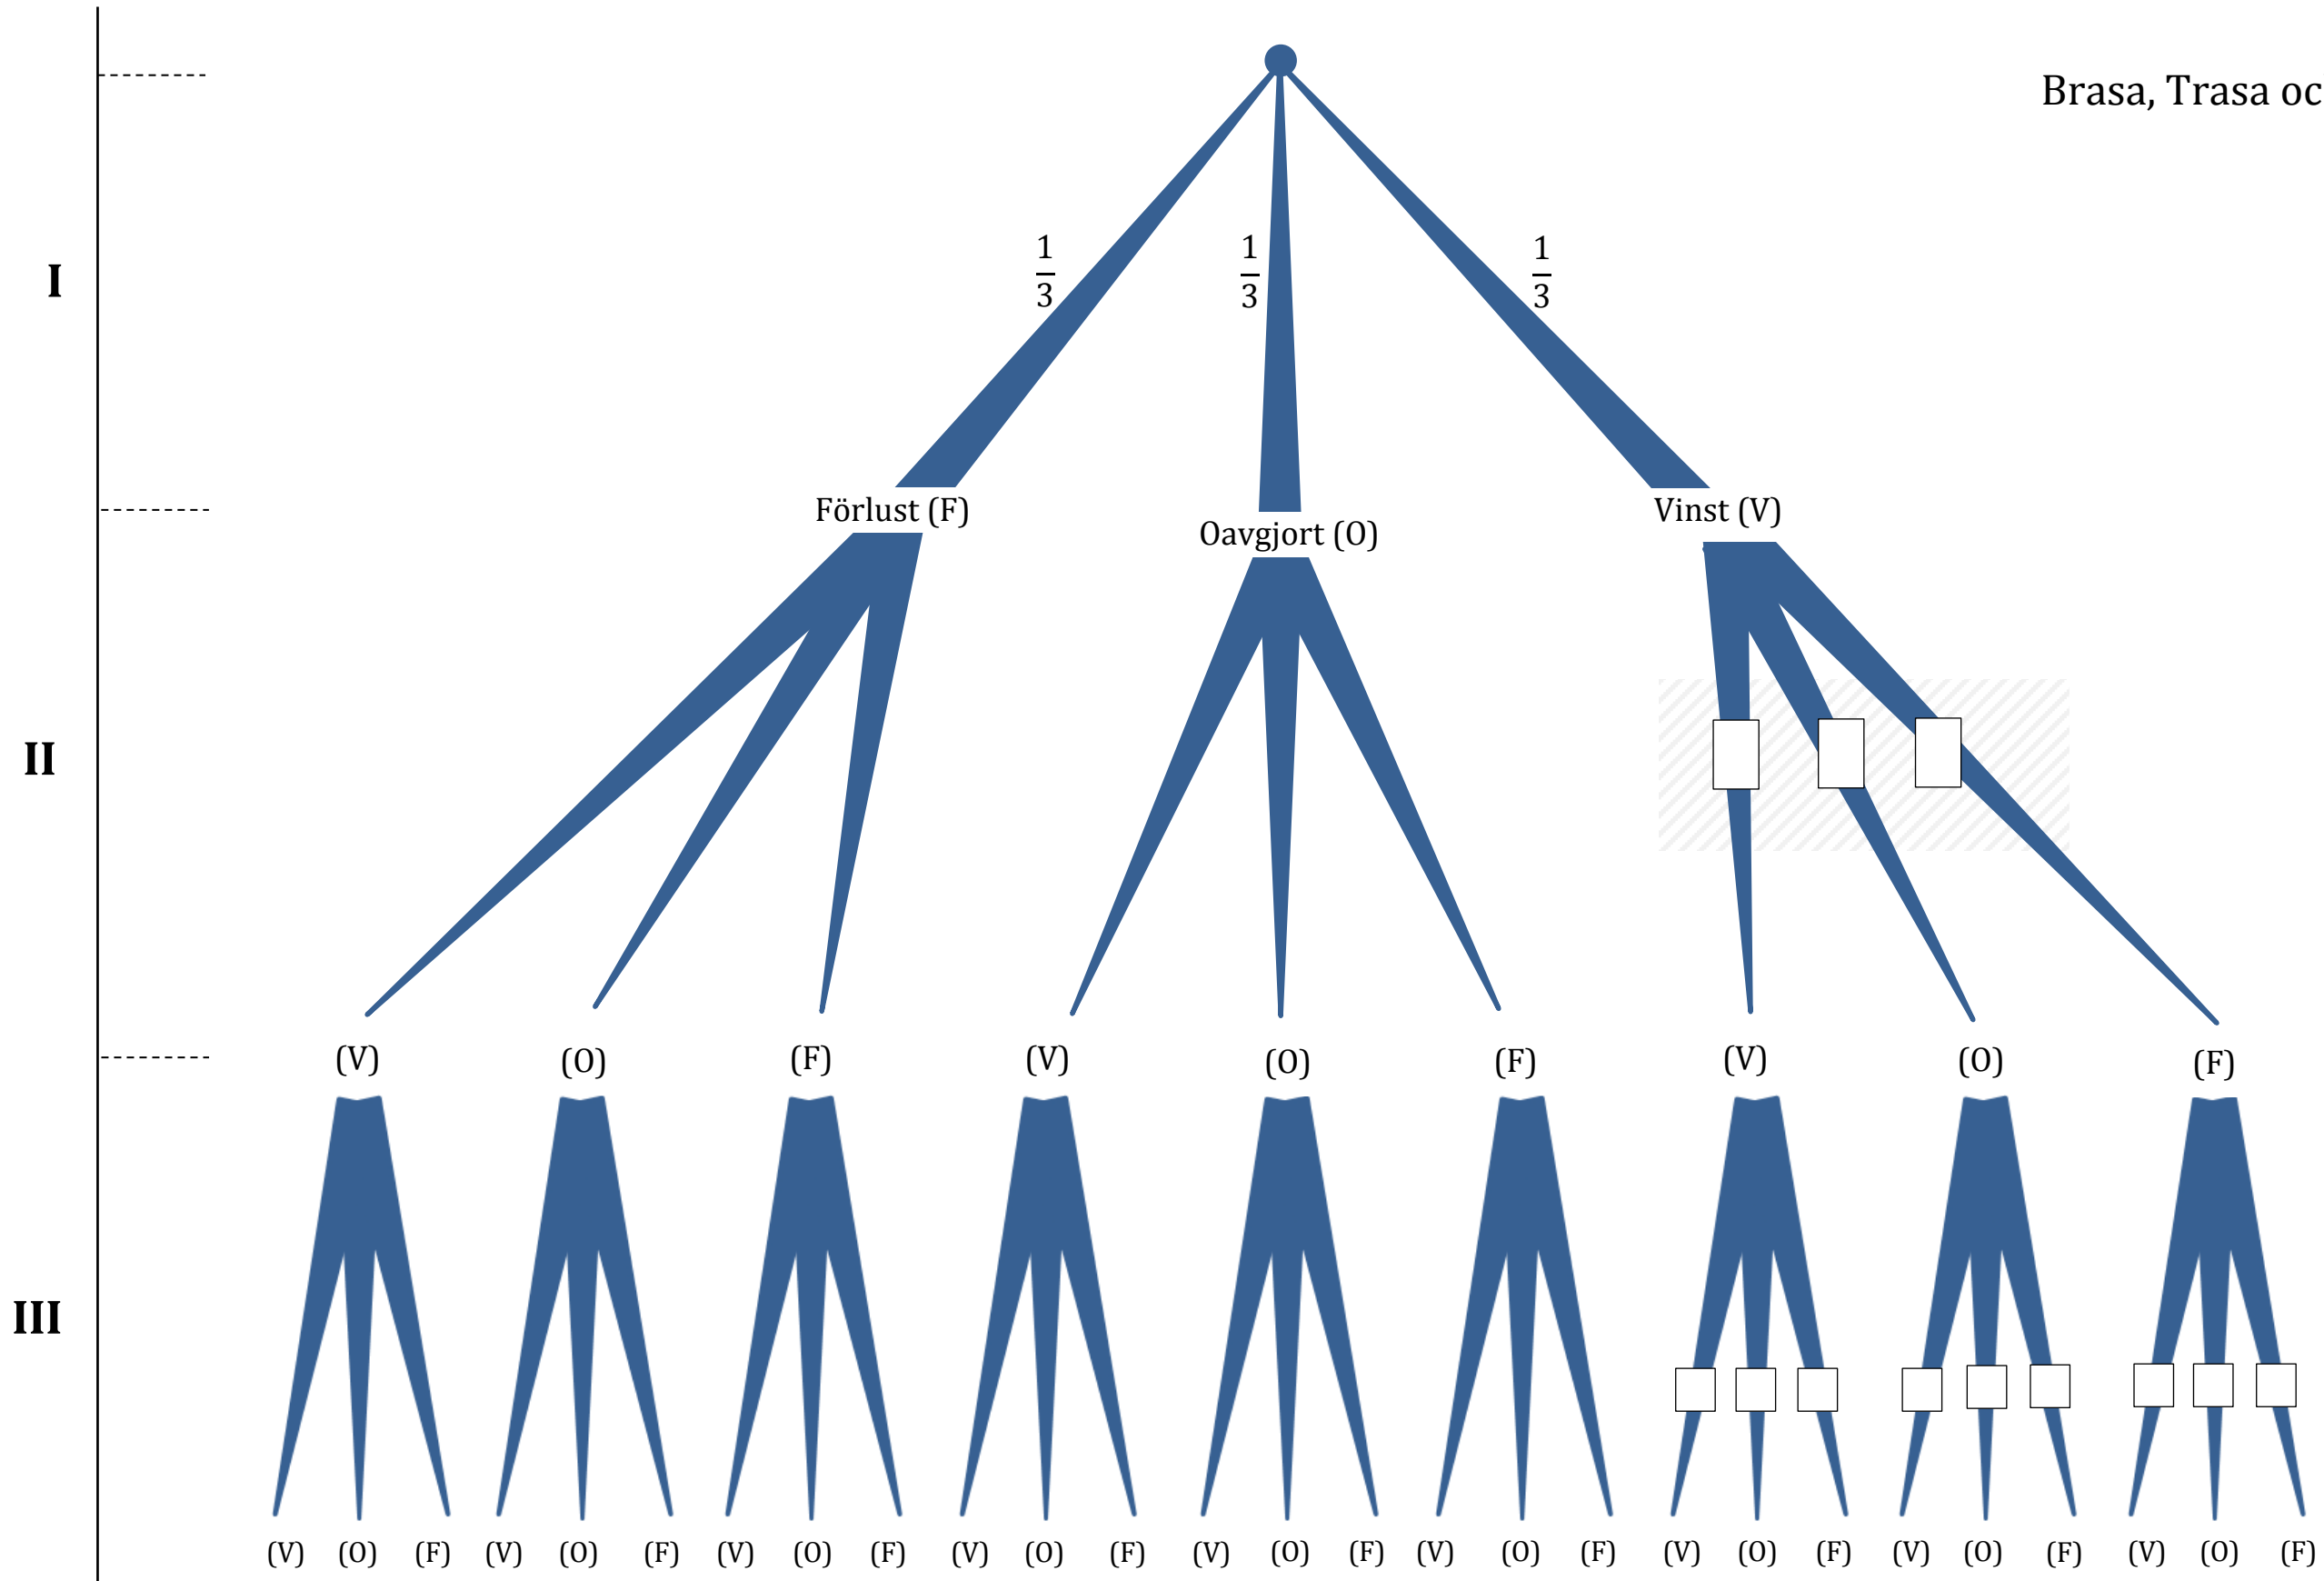 Brasa, Trasa oc
I
1
3
1
3
1
3
Förlust (F)
Oavgjort (O)
Vinst (V)
II
(V) (O) (F) (V) (O) (F) (V) (O) (F)
III
(V) (O) (F) (V) (O) (F) (V) (O) (F) (V) (O) (F) (V) (O) (F) (V) (O) (F) (V) (O) (F) (V) (O) (F) (V) (O) (F)